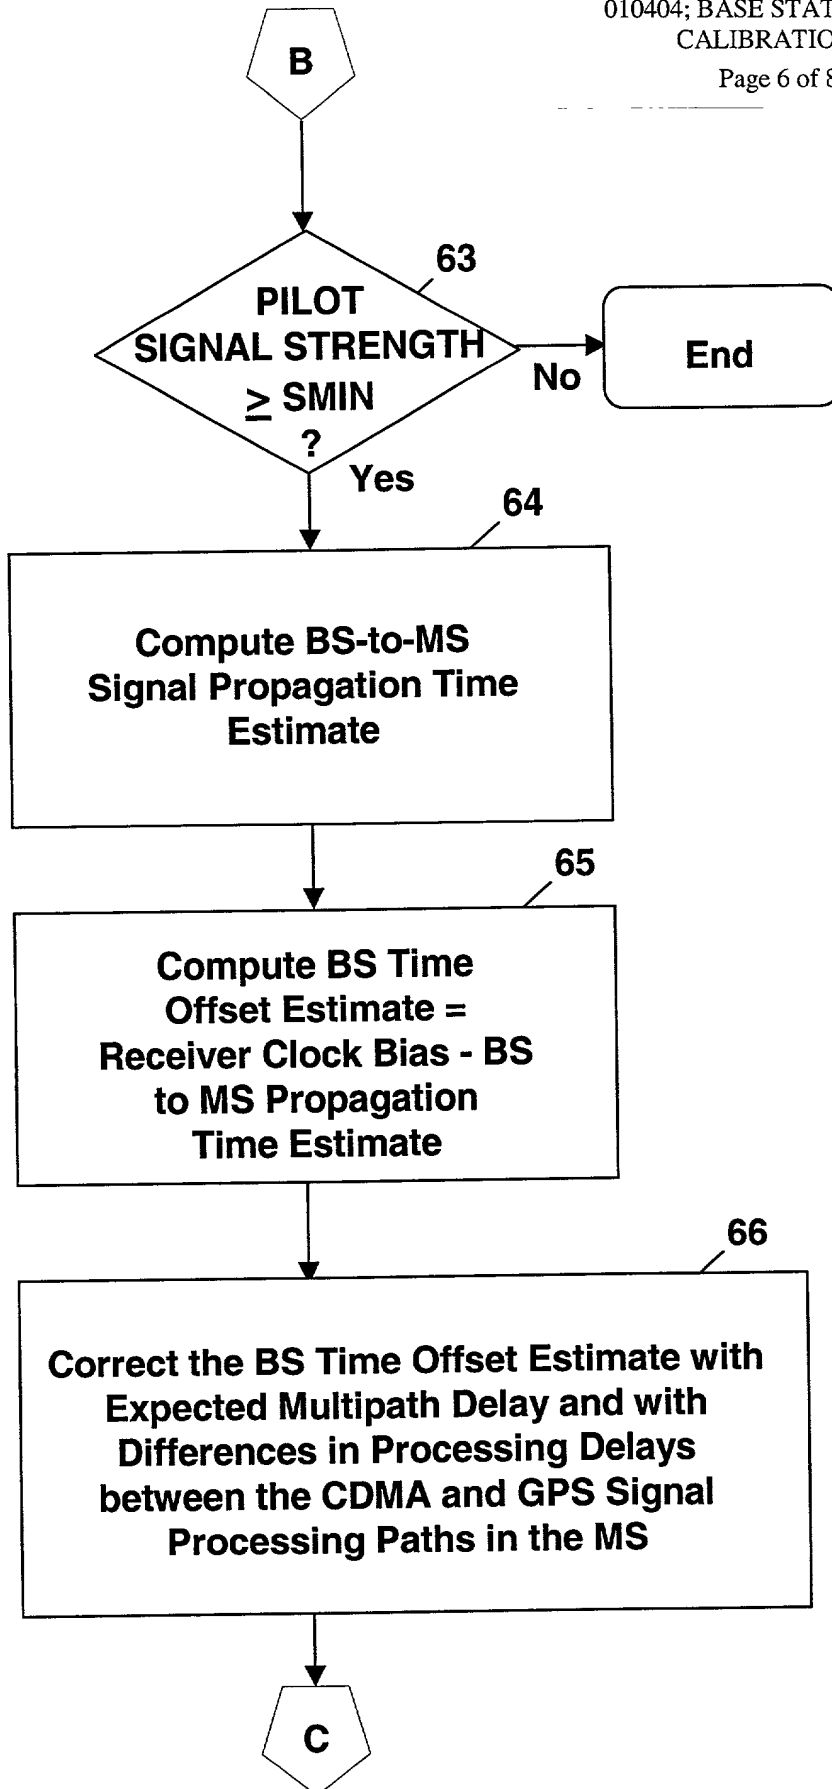 010404; BASE STAT
CALIBRATIO
Page 6 of 8
B
63
PILOT
SIGNAL STRENGTH
≥ SMIN
?
No
End
Yes
64
Compute BS-to-MS
Signal Propagation Time
Estimate
65
Compute BS Time
Offset Estimate =
Receiver Clock Bias - BS
to MS Propagation
Time Estimate
66
Correct the BS Time Offset Estimate with
Expected Multipath Delay and with
Differences in Processing Delays
between the CDMA and GPS Signal
Processing Paths in the MS
C